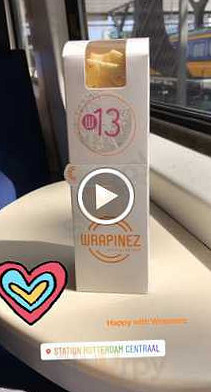 13
WRAPINEZ
Happy with Wrapinez
STATION ROTTERDAM CENTRAAL